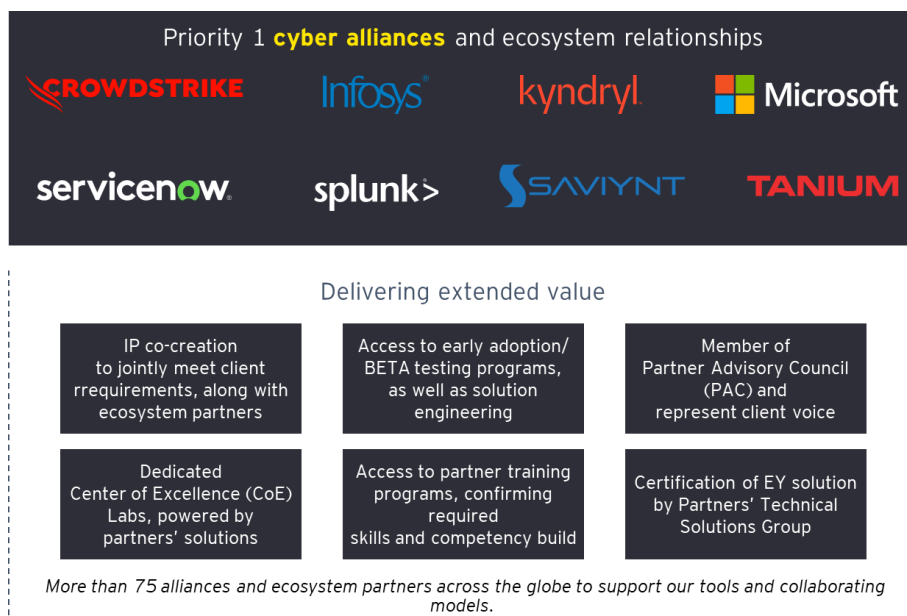 Priority 1 cyber alliances and ecosystem relationships
CROWDSTRIKE
Infosys®
kyndryl.
Microsoft
servicenow.
splunk>
SAVIYNT
TANIUM
Delivering extended value
IP co-creation
to jointly meet client
rrequirements, along with
ecosystem partners
Access to early adoption/
BETA testing programs,
as well as solution
engineering
Member of
Partner Advisory Council
(PAC) and
represent client voice
Dedicated
Center of Excellence (CoE)
Labs, powered by
partners’ solutions
Access to partner training
programs, confirming
required
skills and competency build
Certification of EY solution
by Partners’ Technical
Solutions Group
More than 75 alliances and ecosystem partners across the globe to support our tools and collaborating
models.